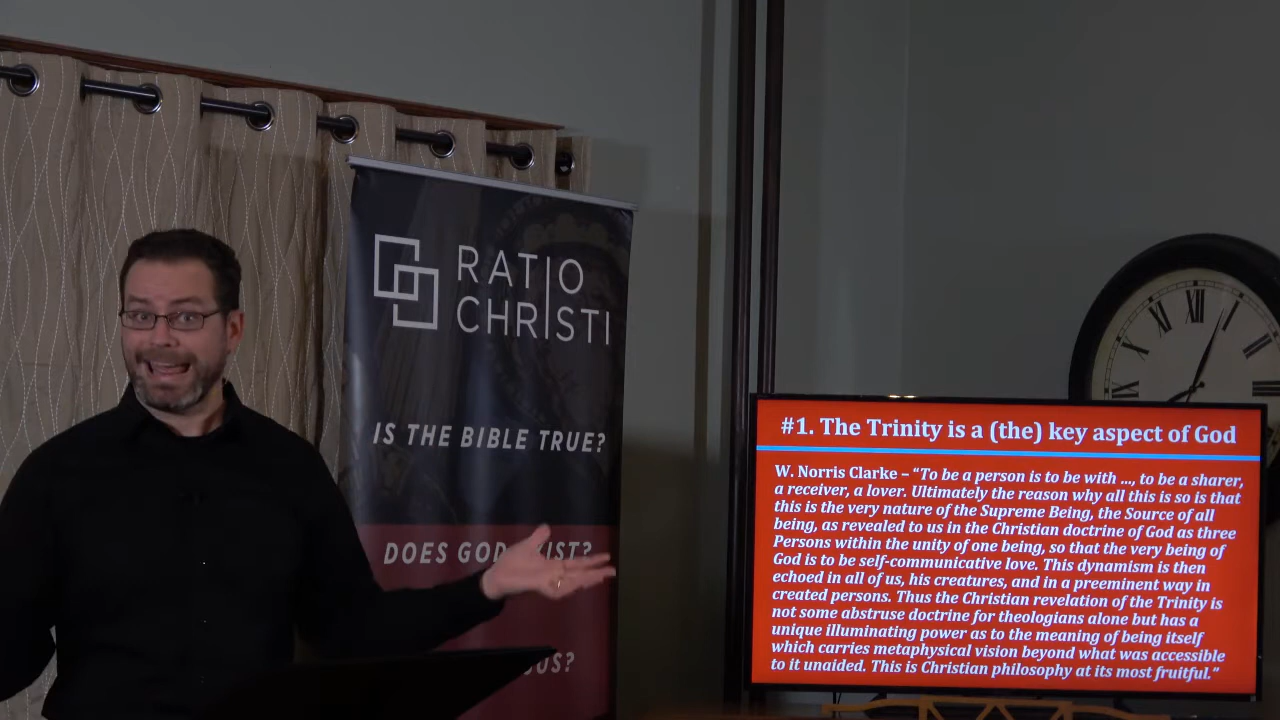 RATIO
CHRISTI
IS THE BIBLE TRUE?
DOES GOD EXIST?
#1. The Trinity is a (the) key aspect of God
W. Norris Clarke – “To be a person is to be with ..., to be a sharer,
a receiver, a lover. Ultimately the reason why all this is so is that
this is the very nature of the Supreme Being, the Source of all
being, as revealed to us in the Christian doctrine of God as three
Persons within the unity of one being, so that the very being of
God is to be self-communicative love. This dynamism is then
echoed in all of us, his creatures, and in a preeminent way in
created persons. Thus the Christian revelation of the Trinity is
not some abstruse doctrine for theologians alone but has a
unique illuminating power as to the meaning of being itself
which carries metaphysical vision beyond what was accessible
to it unaided. This is Christian philosophy at its most fruitful.”
XII